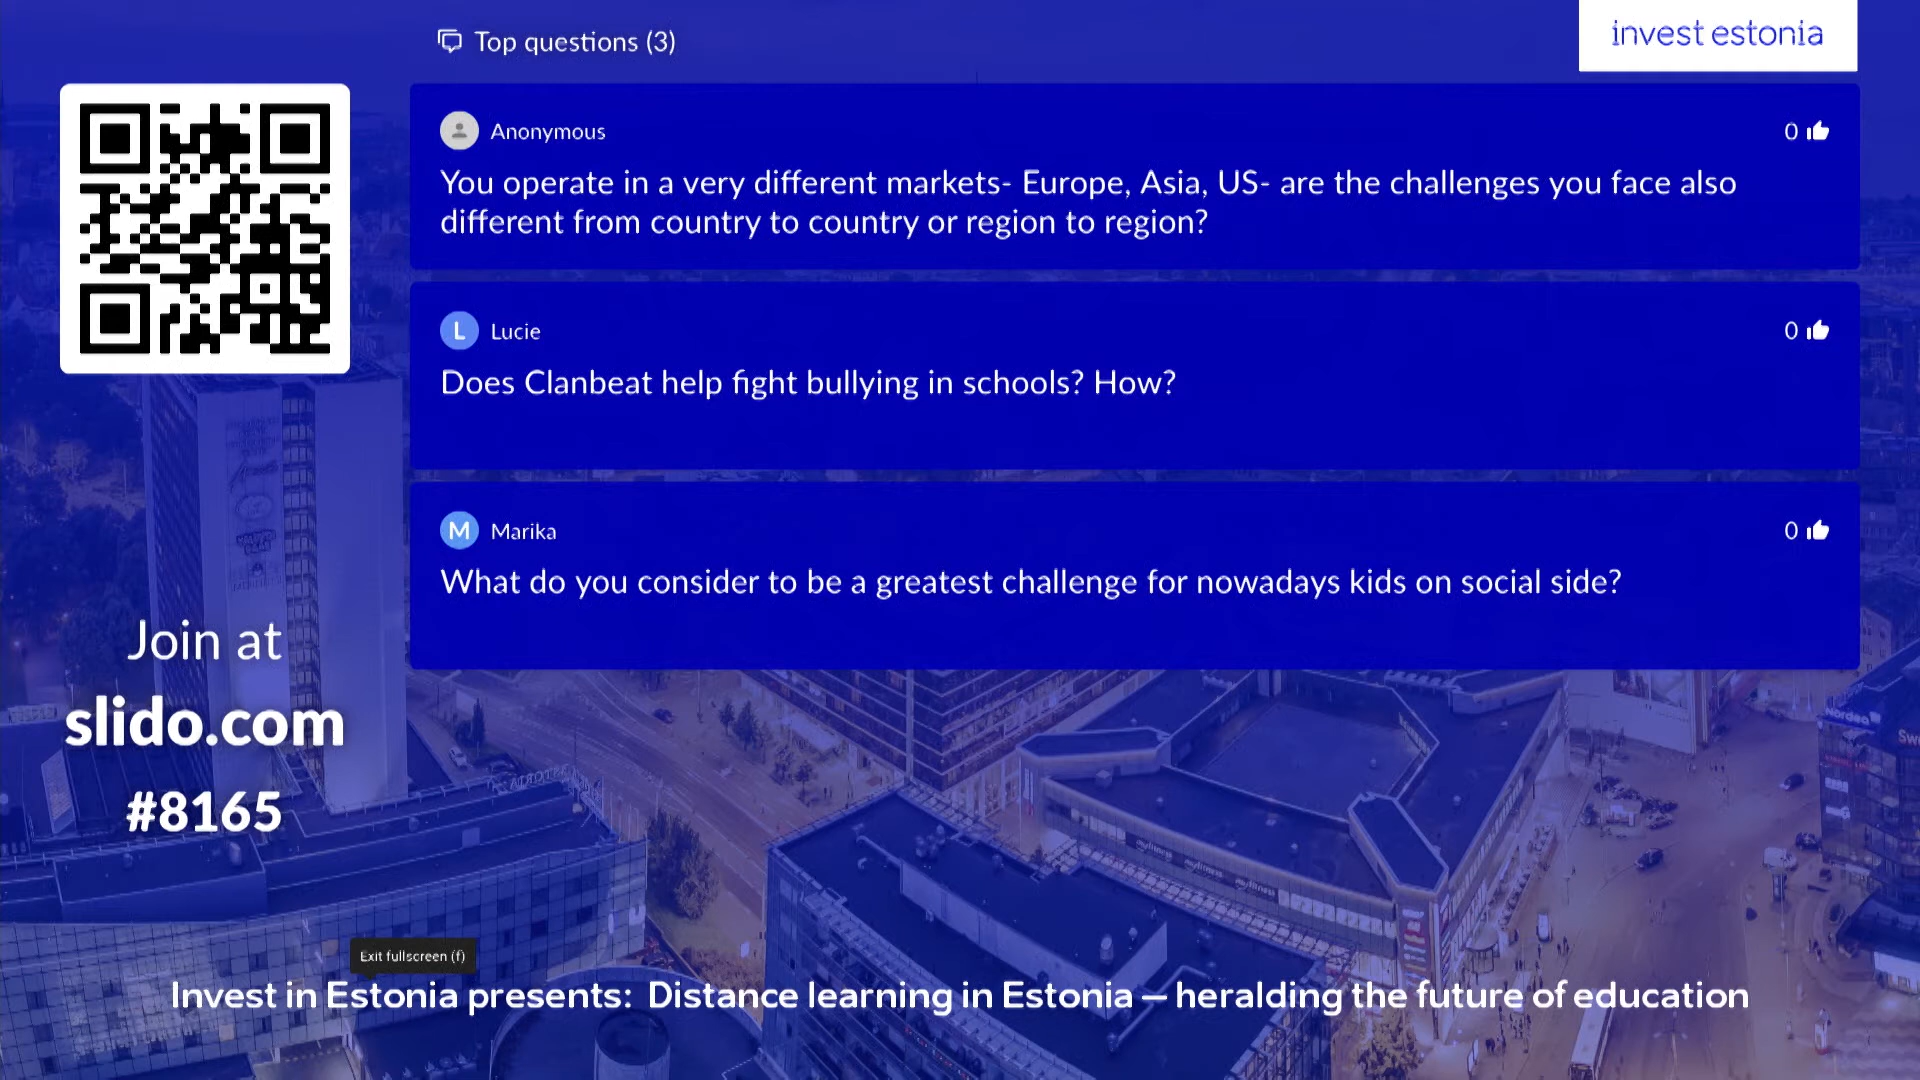 Top questions (3)
invest estonia
Anonymous
0
You operate in a very different markets- Europe, Asia, US- are the challenges you face also
different from country to country or region to region?
L Lucie
0
Does Clanbeat help fight bullying in schools? How?
M Marika
0
What do you consider to be a greatest challenge for nowadays kids on social side?
Join at
slido.com
#8165
Nordea
Exit fullscreen (f)
Invest in Estonia presents: Distance learning in Estonia – heralding the future of education